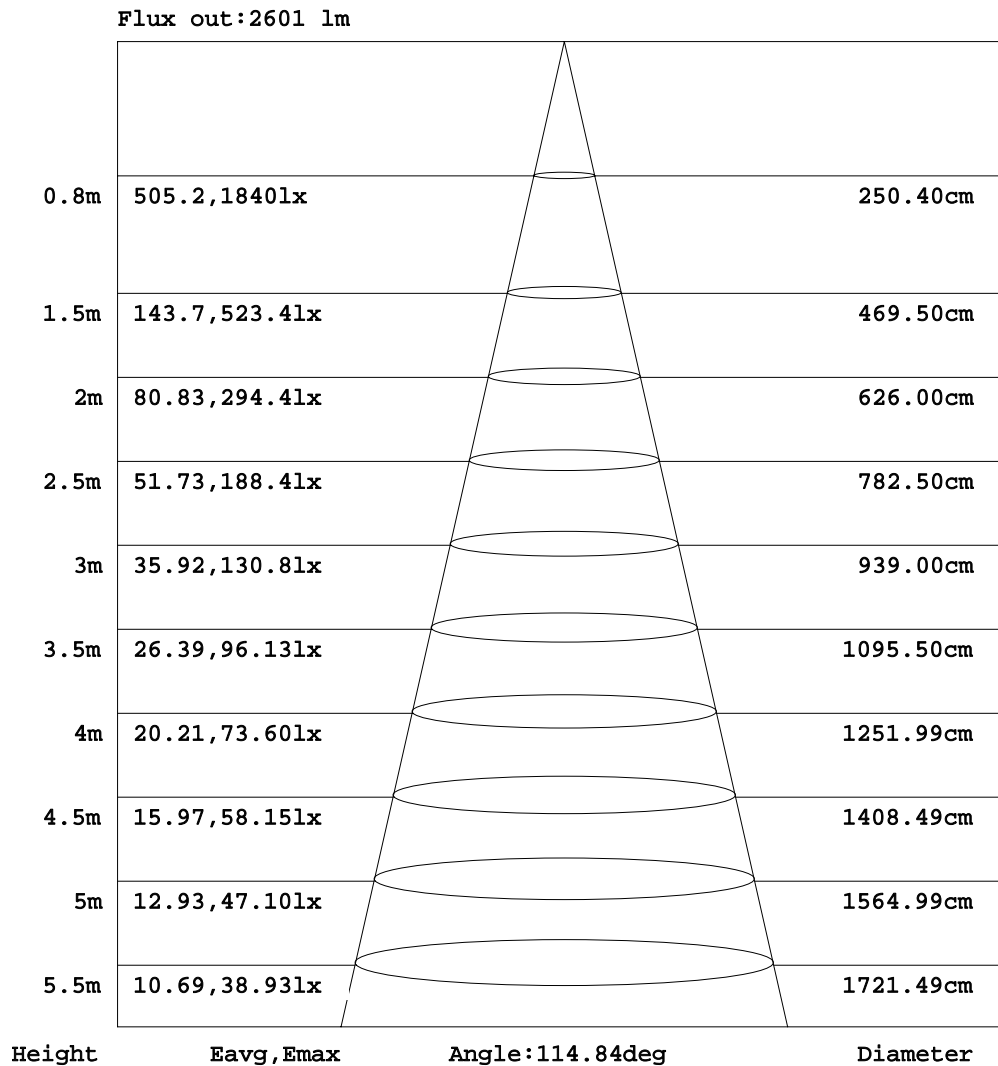 Flux out:2601 lm
0.8m 505.2,1840lx 250.40cm
1.5m 143.7,523.4lx 469.50cm
2m 80.83,294.4lx 626.00cm
2.5m 51.73,188.4lx 782.50cm
3m 35.92,130.8lx 939.00cm
3.5m 26.39,96.13lx 1095.50cm
4m 20.21,73.60lx 1251.99cm
4.5m 15.97,58.15lx 1408.49cm
5m 12.93,47.10lx 1564.99cm
5.5m 10.69,38.93lx 1721.49cm
Height Eavg,Emax Angle:114.84deg Diameter